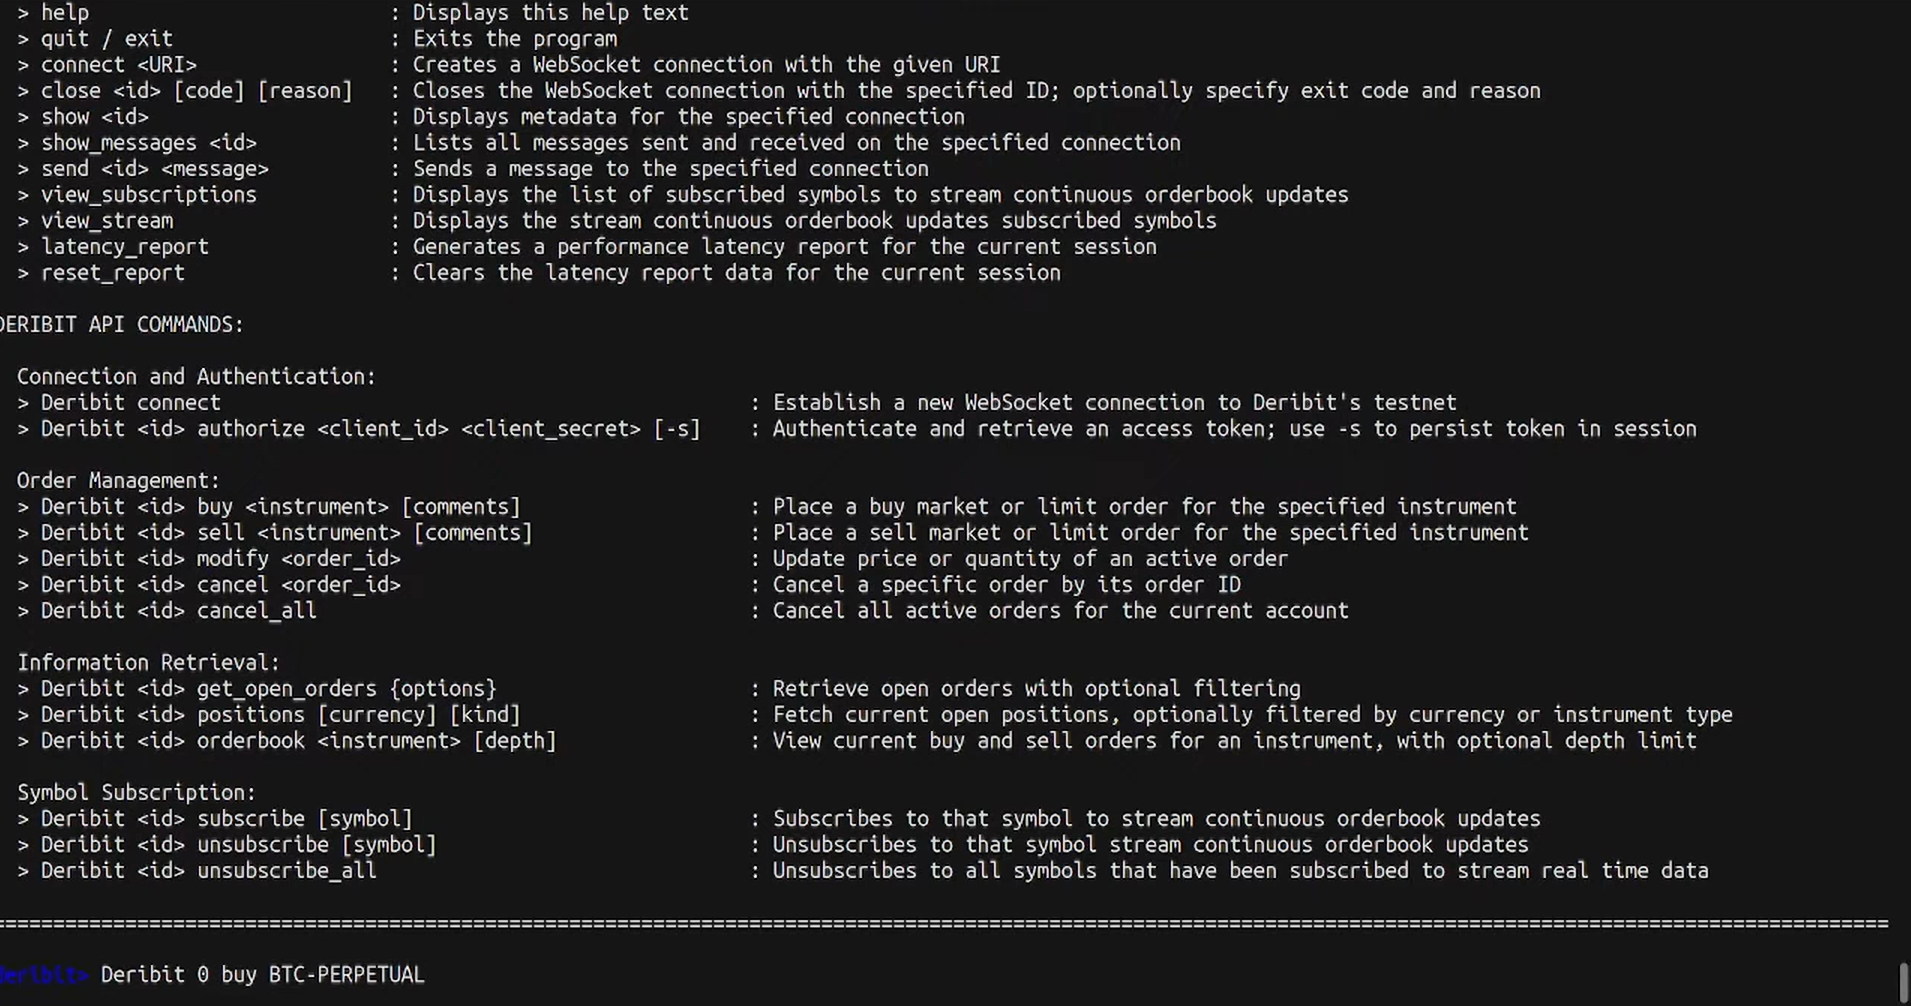 > help : Displays this help text
> quit / exit : Exits the program
> connect <URI> : Creates a WebSocket connection with the given URI
> close <id> [code] [reason] : Closes the WebSocket connection with the specified ID; optionally specify exit code and reason
> show <id> : Displays metadata for the specified connection
> show_messages <id> : Lists all messages sent and received on the specified connection
> send <id> <message> : Sends a message to the specified connection
> view_subscriptions : Displays the list of subscribed symbols to stream continuous orderbook updates
> view_stream : Displays the stream continuous orderbook updates subscribed symbols
> latency_report : Generates a performance latency report for the current session
> reset_report : Clears the latency report data for the current session
DERIBIT API COMMANDS:
Connection and Authentication:
> Deribit connect : Establish a new WebSocket connection to Deribit's testnet
> Deribit <id> authorize <client_id> <client_secret> [-s] : Authenticate and retrieve an access token; use -s to persist token in session
Order Management:
> Deribit <id> buy <instrument> [comments] : Place a buy market or limit order for the specified instrument
> Deribit <id> sell <instrument> [comments] : Place a sell market or limit order for the specified instrument
> Deribit <id> modify <order_id> : Update price or quantity of an active order
> Deribit <id> cancel <order_id> : Cancel a specific order by its order ID
> Deribit <id> cancel_all : Cancel all active orders for the current account
Information Retrieval:
> Deribit <id> get_open_orders {options} : Retrieve open orders with optional filtering
> Deribit <id> positions [currency] [kind] : Fetch current open positions, optionally filtered by currency or instrument type
> Deribit <id> orderbook <instrument> [depth] : View current buy and sell orders for an instrument, with optional depth limit
Symbol Subscription:
> Deribit <id> subscribe [symbol] : Subscribes to that symbol to stream continuous orderbook updates
> Deribit <id> unsubscribe [symbol] : Unsubscribes to that symbol stream continuous orderbook updates
> Deribit <id> unsubscribe_all : Unsubscribes to all symbols that have been subscribed to stream real time data
deribit> Deribit 0 buy BTC-PERPETUAL